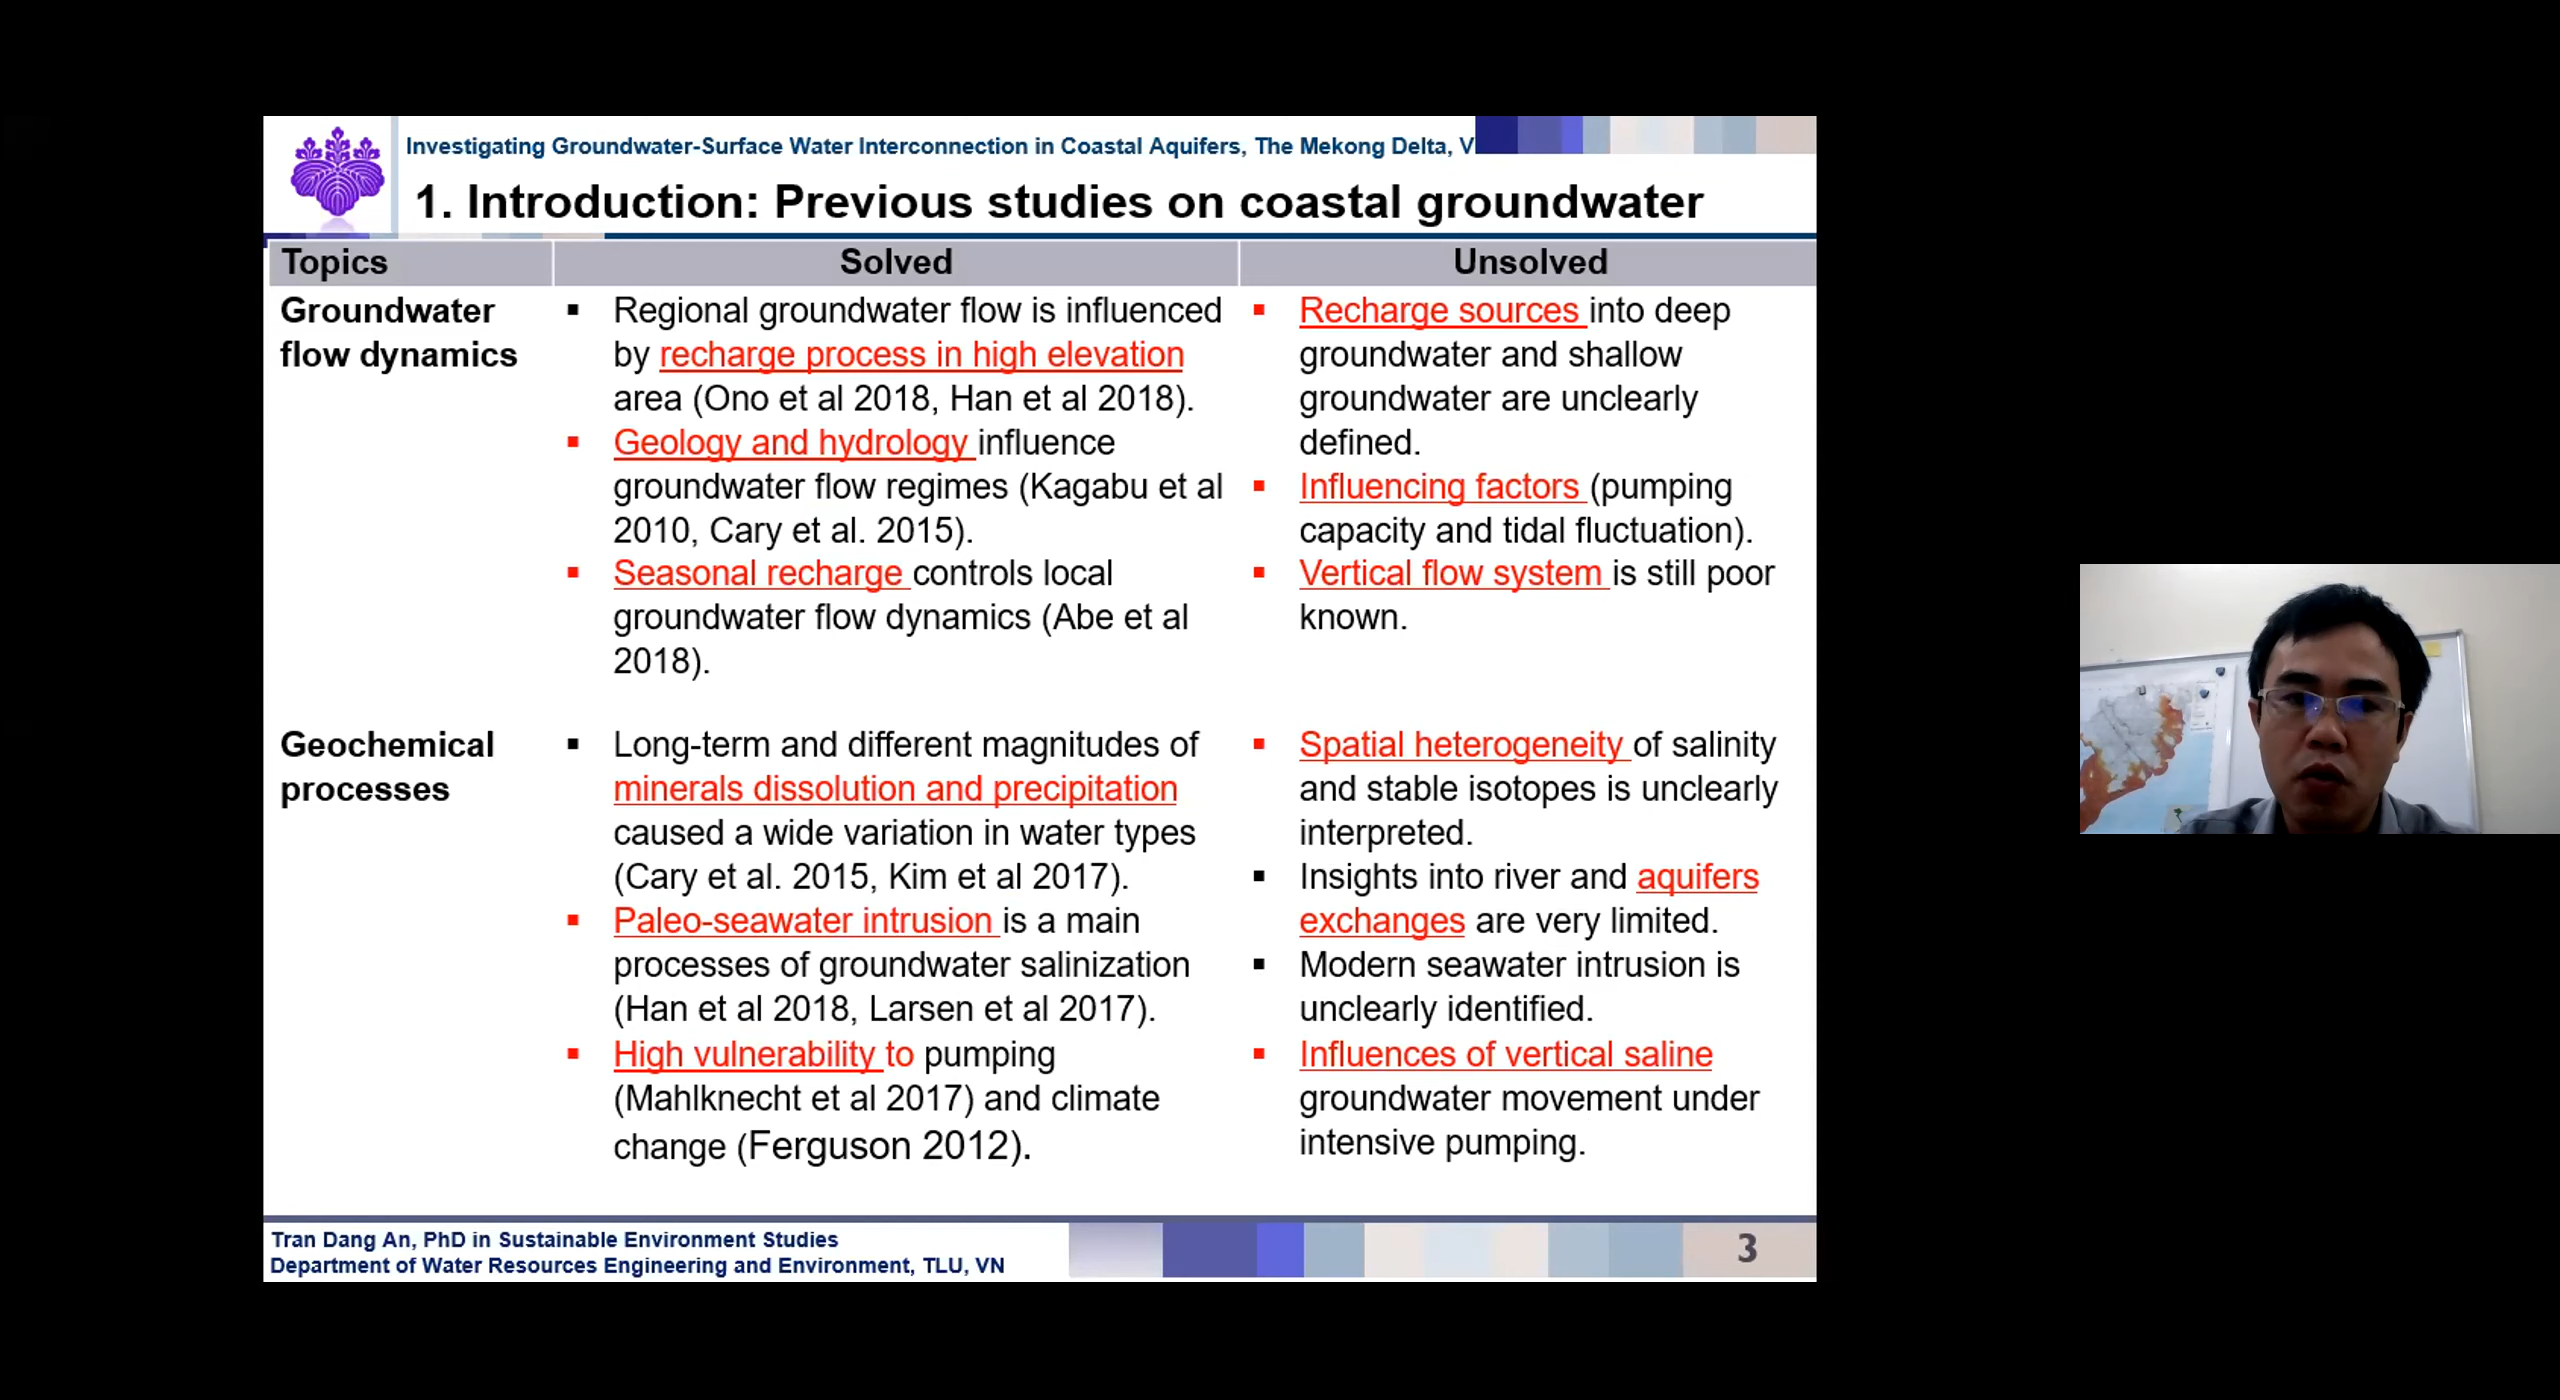 Investigating Groundwater-Surface Water Interconnection in Coastal Aquifers, The Mekong Delta, V
1. Introduction: Previous studies on coastal groundwater
Topics
Solved
Unsolved
Groundwater
flow dynamics
▪ Regional groundwater flow is influenced
by recharge process in high elevation
area (Ono et al 2018, Han et al 2018).
▪ Geology and hydrology influence
groundwater flow regimes (Kagabu et al
2010, Cary et al. 2015).
▪ Seasonal recharge controls local
groundwater flow dynamics (Abe et al
2018).
▪ Recharge sources into deep
groundwater and shallow
groundwater are unclearly
defined.
▪ Influencing factors (pumping
capacity and tidal fluctuation).
▪ Vertical flow system is still poor
known.
Geochemical
processes
▪ Long-term and different magnitudes of
minerals dissolution and precipitation
caused a wide variation in water types
(Cary et al. 2015, Kim et al 2017).
▪ Paleo-seawater intrusion is a main
processes of groundwater salinization
(Han et al 2018, Larsen et al 2017).
▪ High vulnerability to pumping
(Mahlknecht et al 2017) and climate
change (Ferguson 2012).
▪ Spatial heterogeneity of salinity
and stable isotopes is unclearly
interpreted.
▪ Insights into river and aquifers
exchanges are very limited.
▪ Modern seawater intrusion is
unclearly identified.
▪ Influences of vertical saline
groundwater movement under
intensive pumping.
Tran Dang An, PhD in Sustainable Environment Studies
Department of Water Resources Engineering and Environment, TLU, VN
3